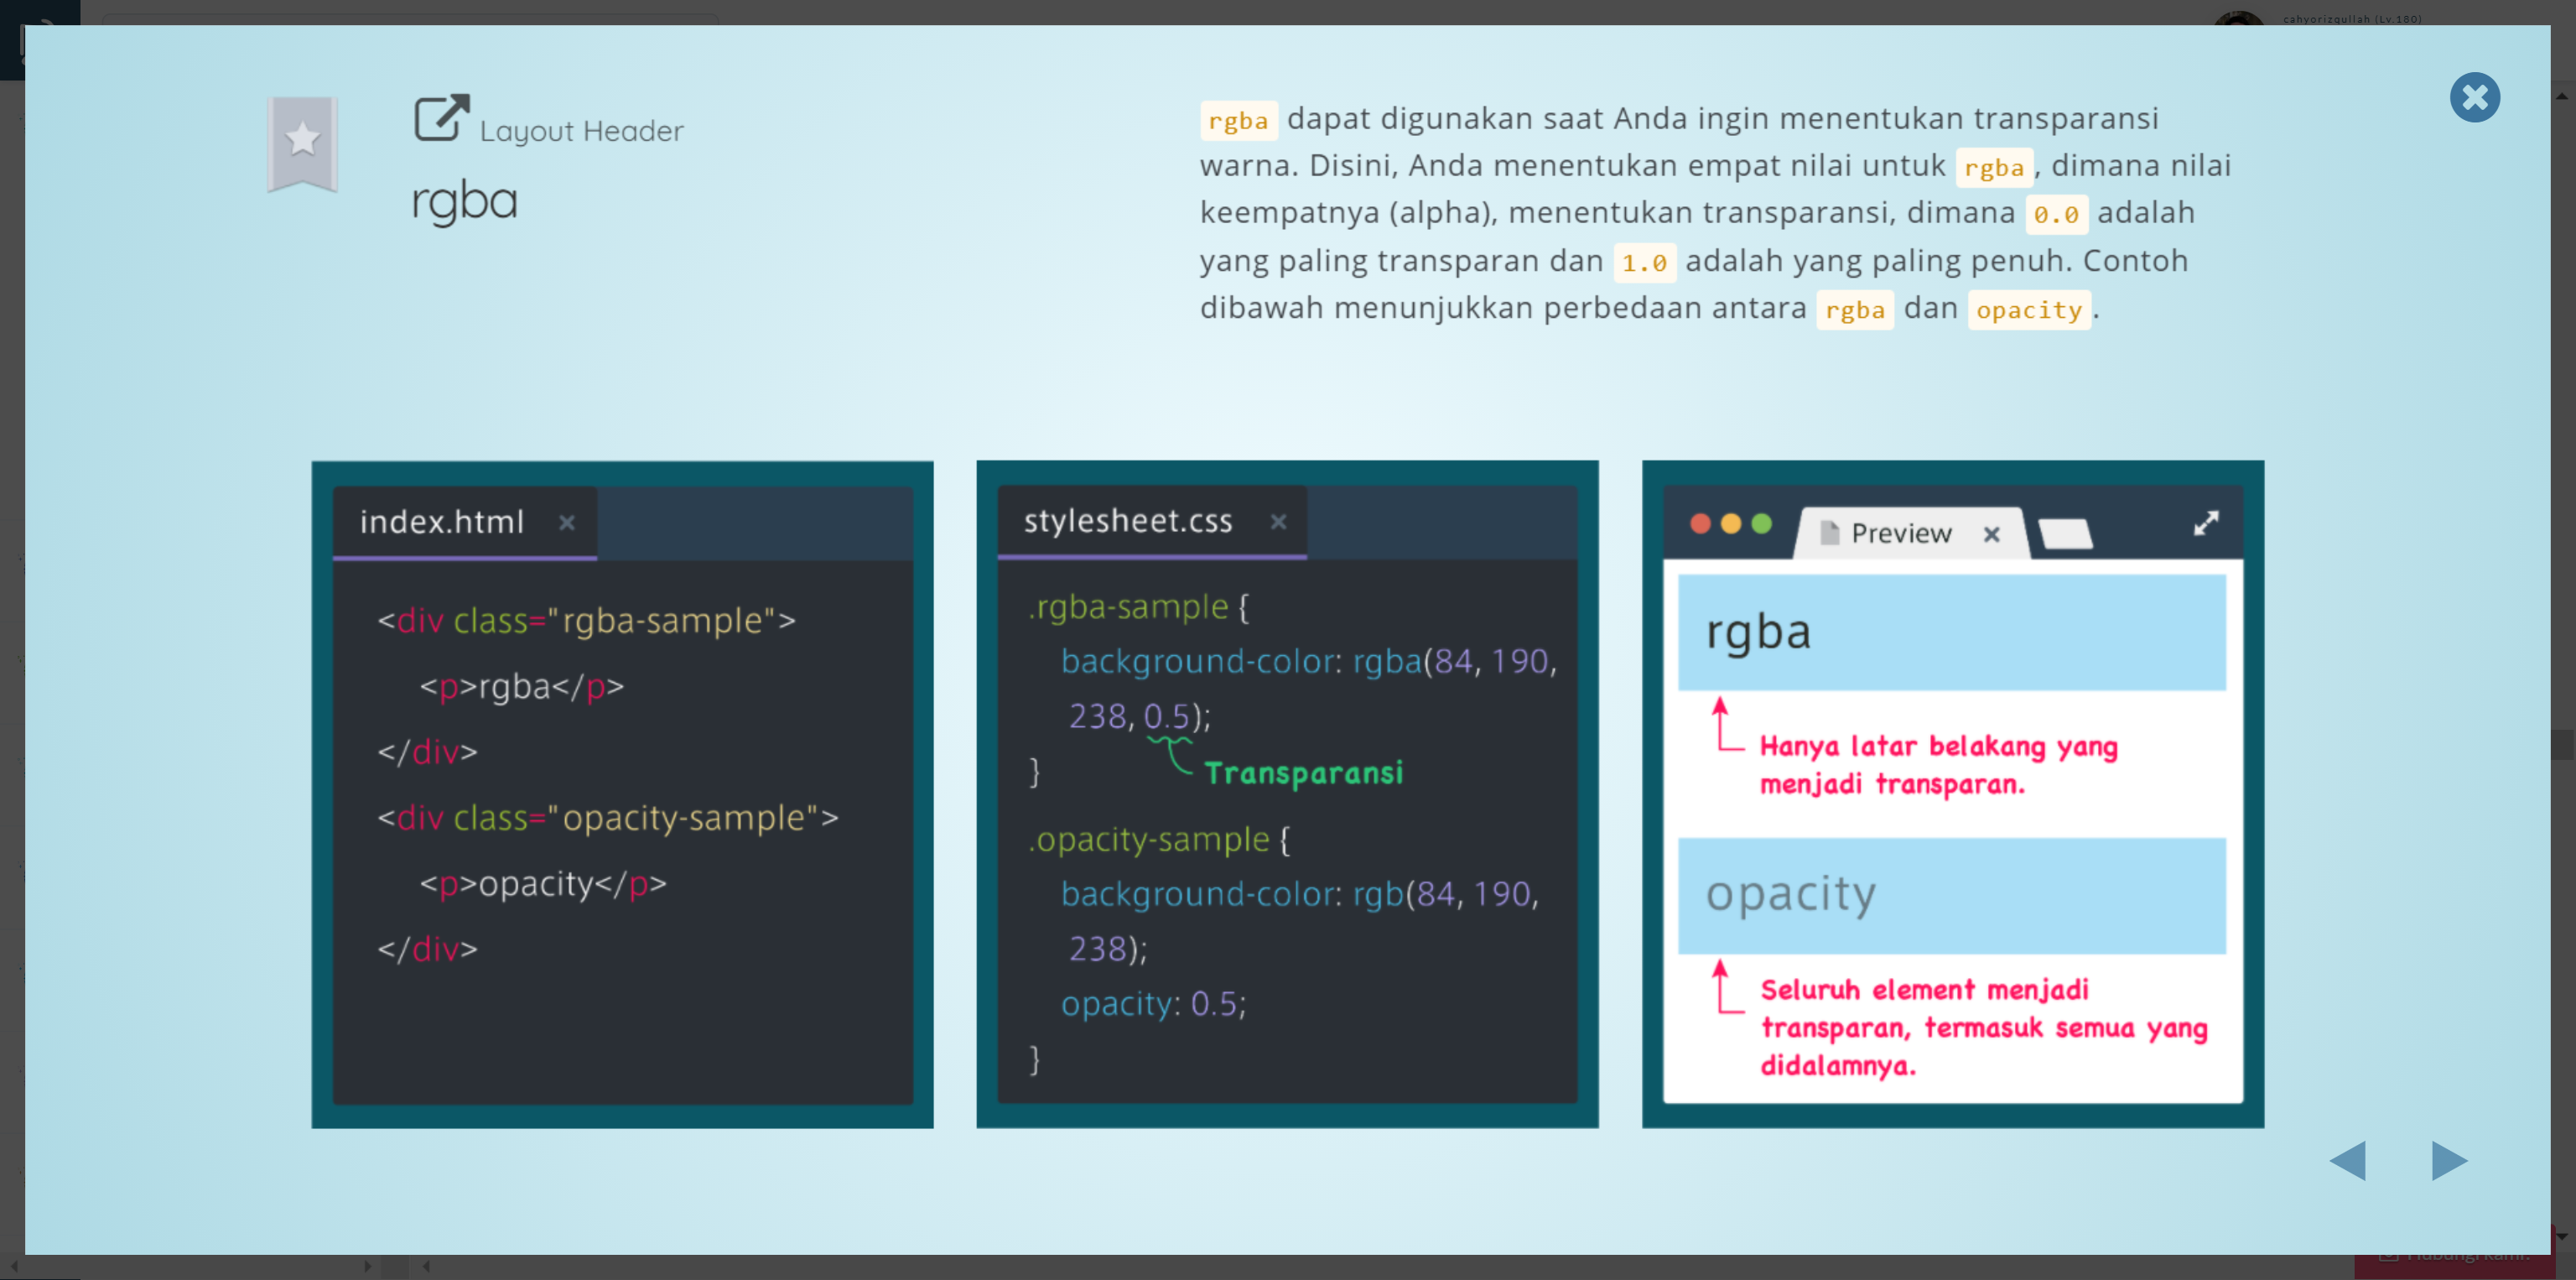 cahyorizqullah (Lv.180)
Layout Header
rgba
rgba dapat digunakan saat Anda ingin menentukan transparansi
warna. Disini, Anda menentukan empat nilai untuk rgba, dimana nilai
keempatnya (alpha), menentukan transparansi, dimana 0.0 adalah
yang paling transparan dan 1.0 adalah yang paling penuh. Contoh
dibawah menunjukkan perbedaan antara rgba dan opacity.
index.html
<div class="rgba-sample">
<p>rgba</p>
</div>
<div class="opacity-sample">
<p>opacity</p>
</div>
stylesheet.css
.rgba-sample {
background-color: rgba(84, 190,
238, 0.5);
}
Transparansi
.opacity-sample {
background-color: rgb(84, 190,
238);
opacity: 0.5;
}
Preview
rgba
Hanya latar belakang yang
menjadi transparan.
opacity
Seluruh element menjadi
transparan, termasuk semua yang
didalamnya.